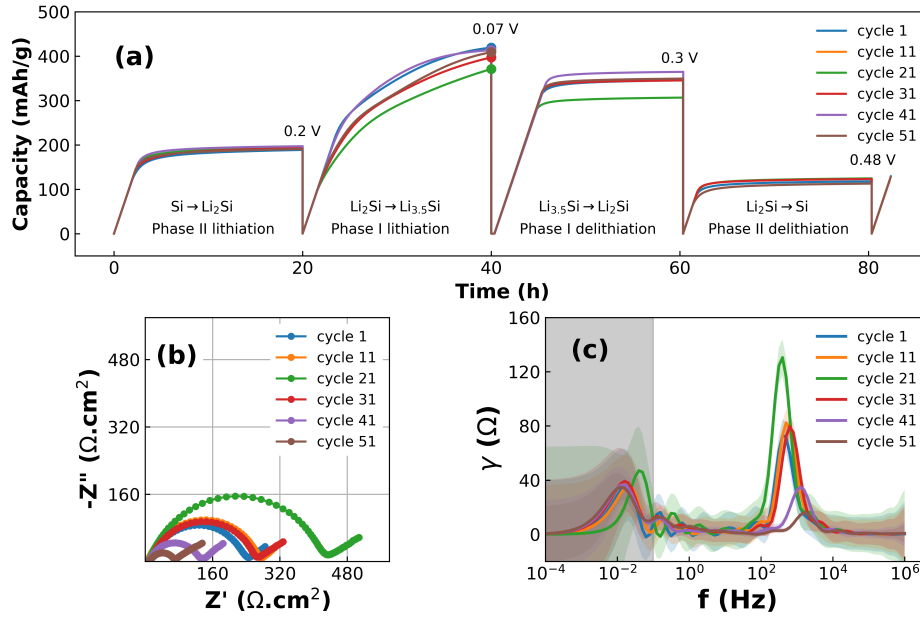 500
400
300
200
100
0
Capacity (mAh/g)
(a)
0.2 V
0.07 V
0.3 V
0.48 V
cycle 1
cycle 11
cycle 21
cycle 31
cycle 41
cycle 51
Si→Li₂Si
Phase II lithiation
Li₂Si→Li₃.₅Si
Phase I lithiation
Li₃.₅Si→Li₂Si
Phase I delithiation
Li₂Si→Si
Phase II delithiation
0 20 40 60 80
Time (h)
(b)
480
320
160
-Z" (Ω.cm²)
cycle 1
cycle 11
cycle 21
cycle 31
cycle 41
cycle 51
160 320 480
Z' (Ω.cm²)
(c)
160
120
80
40
0
γ (Ω)
cycle 1
cycle 11
cycle 21
cycle 31
cycle 41
cycle 51
10⁻⁴ 10⁻² 10⁰ 10² 10⁴ 10⁶
f (Hz)